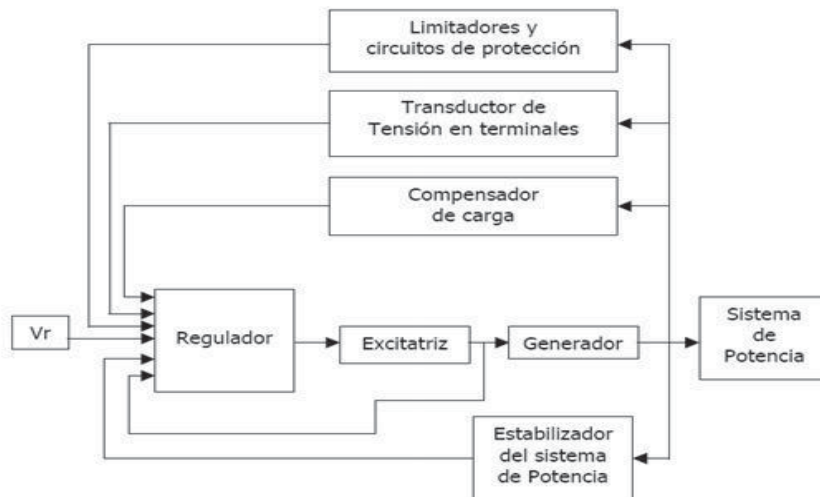 Limitadores y
circuitos de protección
Transductor de
Tensión en terminales
Compensador
de carga
Vr
Regulador
Excitatriz
Generador
Sistema
de
Potencia
Estabilizador
del sistema
de Potencia